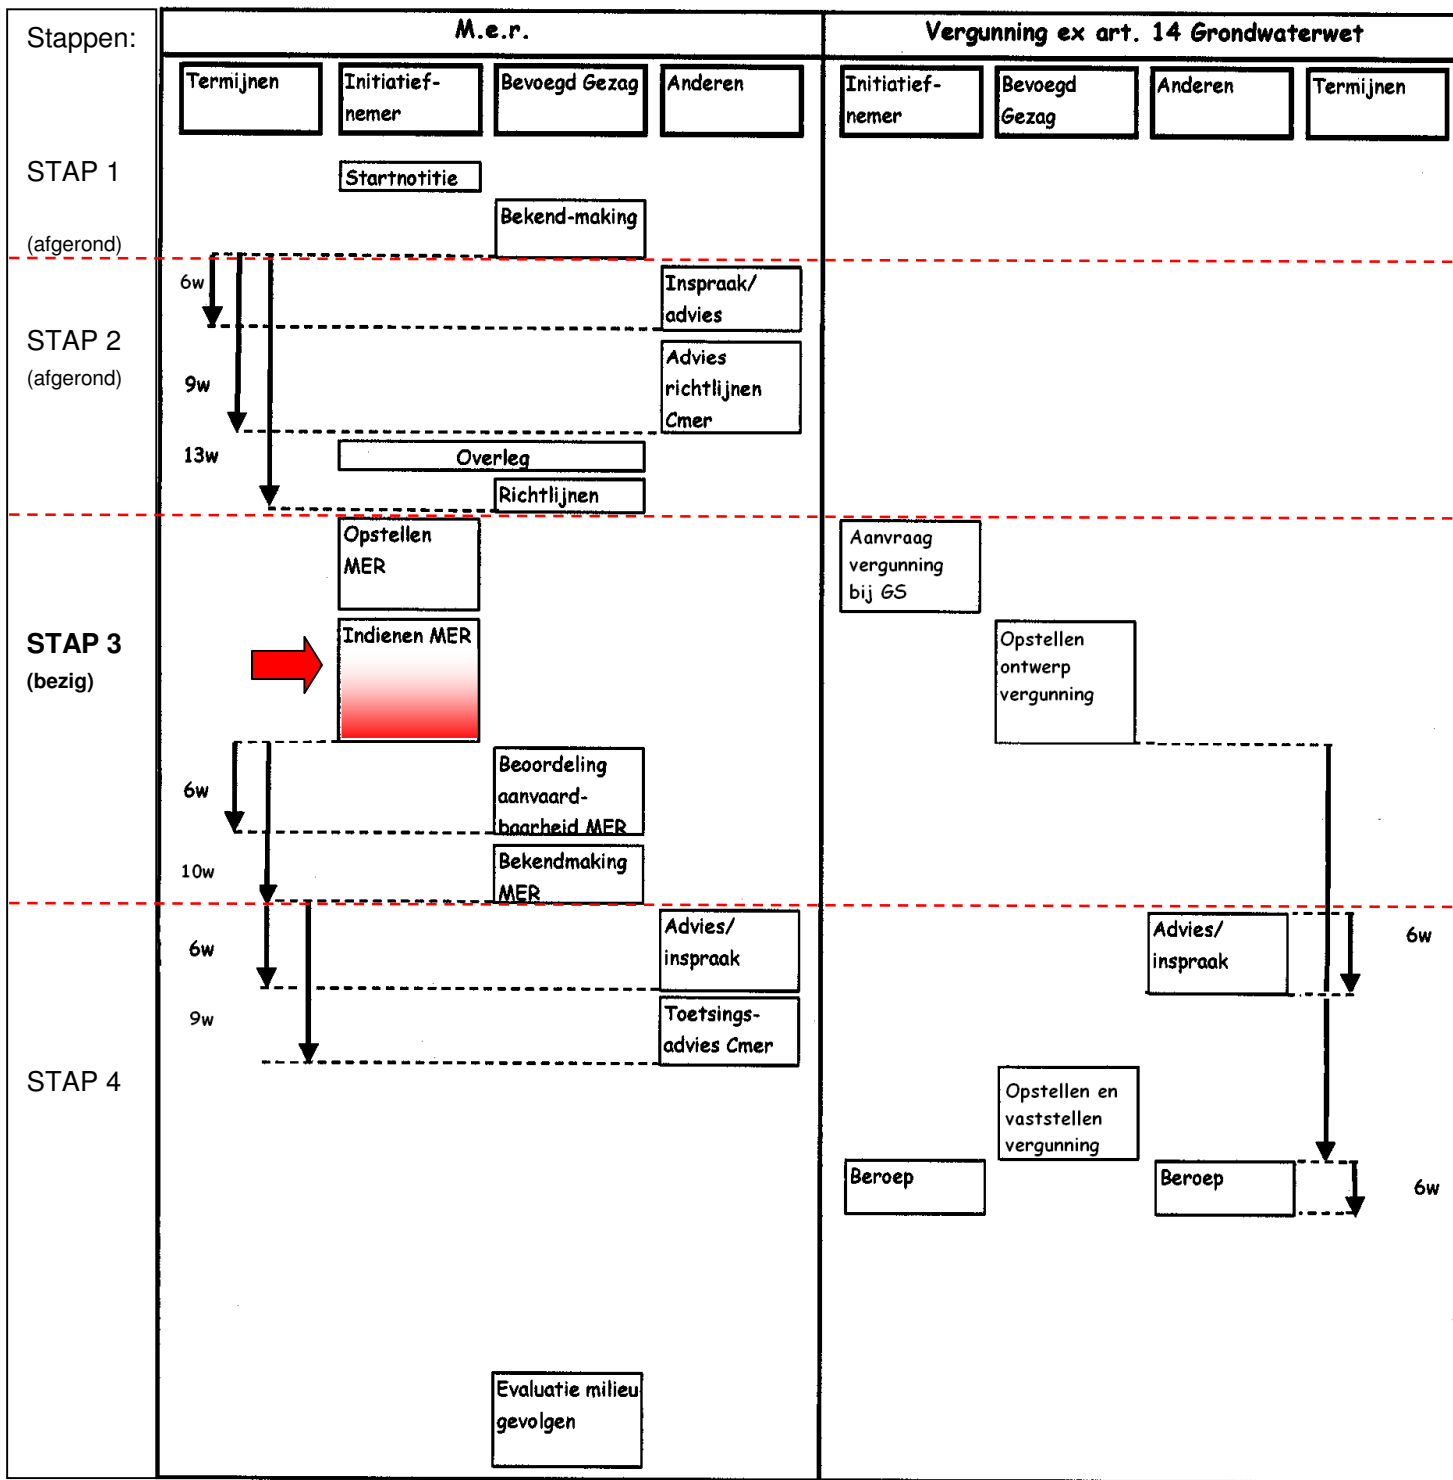 Stappen:
M.e.r.
Vergunning ex art. 14 Grondwaterwet
Termijnen
Initiatief-
nemer
Bevoegd Gezag
Anderen
Initiatief-
nemer
Bevoegd
Gezag
Anderen
Termijnen
STAP 1
(afgerond)
Startnotitie
Bekend-making
STAP 2
(afgerond)
6w
Inspraak/
advies
9w
Advies
richtlijnen
Cmer
13w
Overleg
Richtlijnen
STAP 3
(bezig)
Opstellen
MER
Aanvraag
vergunning
bij GS
Indienen MER
Opstellen
ontwerp
vergunning
6w
Beoordeling
aanvaard-
baarheid MER
10w
Bekendmaking
MER
STAP 4
6w
Advies/
inspraak
Advies/
inspraak
6w
9w
Toetsings-
advies Cmer
Opstellen en
vaststellen
vergunning
Beroep
Beroep
6w
Evaluatie milieu
gevolgen